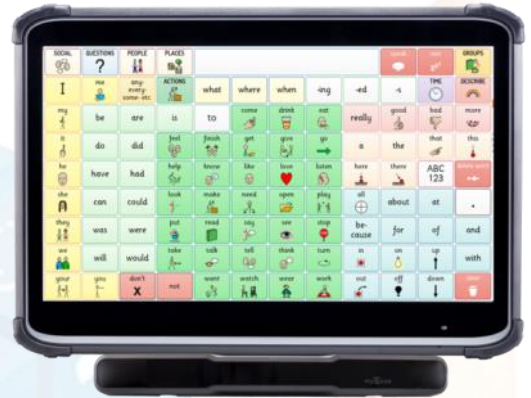 SOCIAL QUESTIONS PEOPLE PLACES speak GROUPS
I me any- every- some- etc ACTIONS what where when -ing -ed -s TIME DESCRIBE
my be are is to come drink eat really good bad more
it do did feel finish get give go a the that this
he have had help know like love listen here there ABC 123 delete word
she can could look make need open play all about at .
they was were put read say see stop be- cause for of and
we will would take talk tell think turn in on up with
your you don't not want watch wear work out off down clear